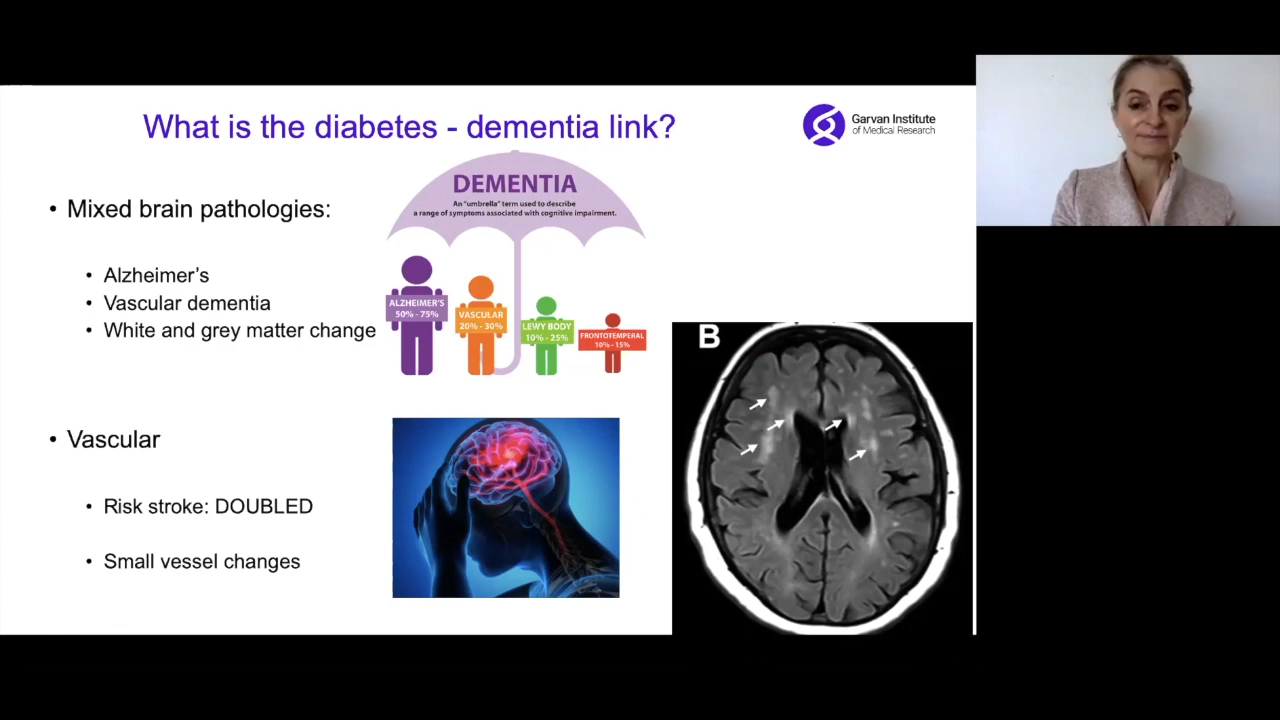 What is the diabetes - dementia link?
Garvan Institute
of Medical Research
• Mixed brain pathologies:
• Alzheimer's
• Vascular dementia
• White and grey matter change
DEMENTIA
An "umbrella" term used to describe
a range of symptoms associated with cognitive impairment.
ALZHEIMER'S
50% - 75%
VASCULAR
20% - 30%
LEWY BODY
10% - 25%
FRONTOTEMPERAL
10% - 15%
• Vascular
• Risk stroke: DOUBLED
• Small vessel changes
B